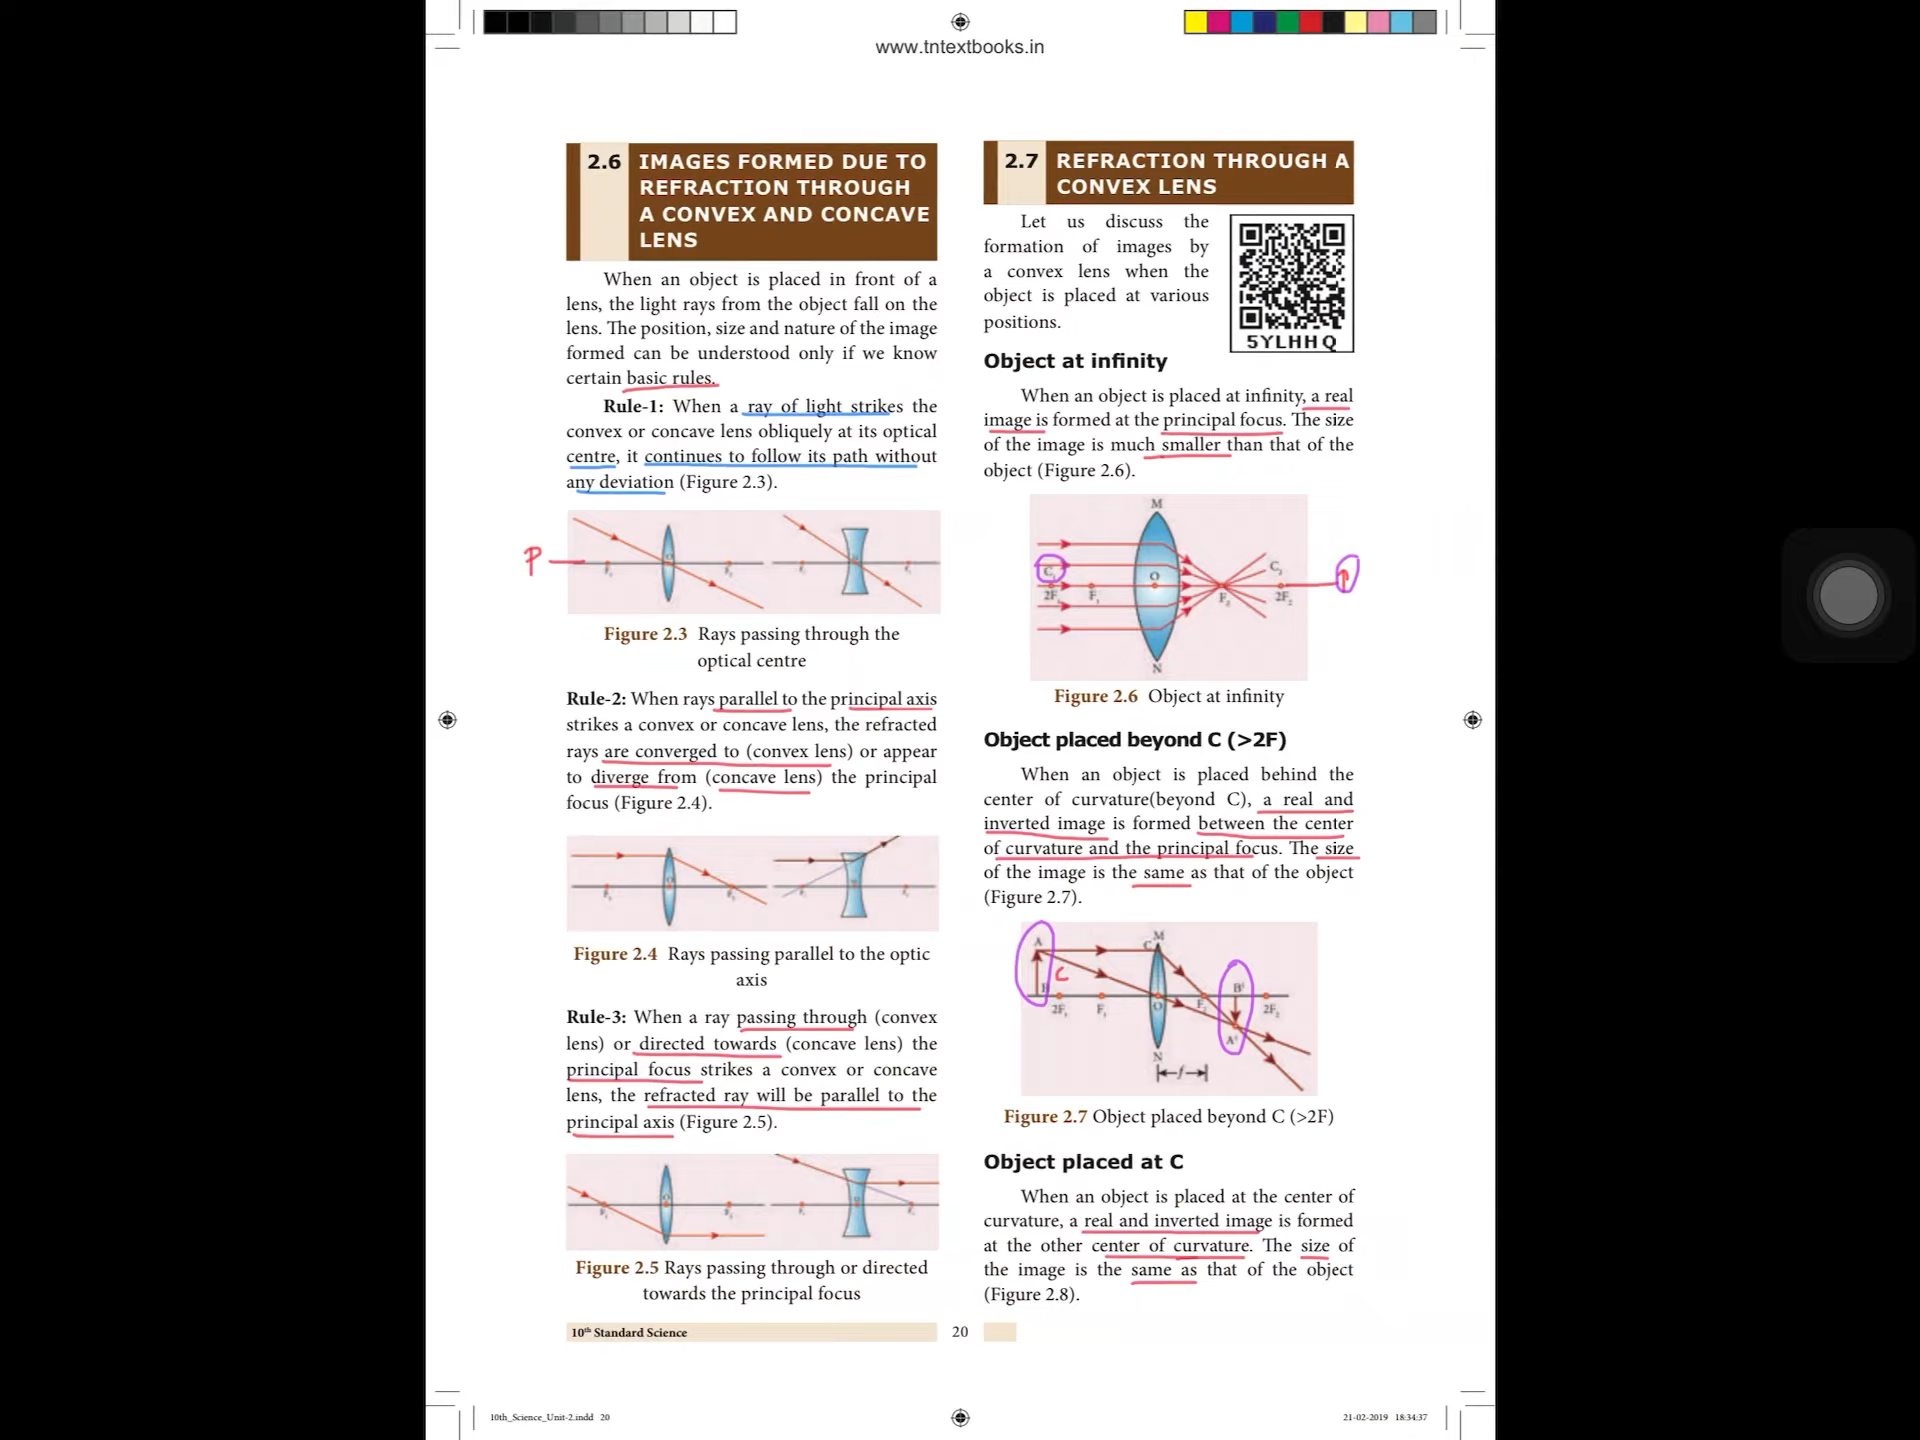 www.tntextbooks.in
2.6 IMAGES FORMED DUE TO
REFRACTION THROUGH
A CONVEX AND CONCAVE
LENS
When an object is placed in front of a
lens, the light rays from the object fall on the
lens. The position, size and nature of the image
formed can be understood only if we know
certain basic rules.
Rule-1: When a ray of light strikes the
convex or concave lens obliquely at its optical
centre, it continues to follow its path without
any deviation (Figure 2.3).
P
O
Figure 2.3 Rays passing through the
optical centre
Rule-2: When rays parallel to the principal axis
strikes a convex or concave lens, the refracted
rays are converged to (convex lens) or appear
to diverge from (concave lens) the principal
focus (Figure 2.4).
Figure 2.4 Rays passing parallel to the optic
axis
Rule-3: When a ray passing through (convex
lens) or directed towards (concave lens) the
principal focus strikes a convex or concave
lens, the refracted ray will be parallel to the
principal axis (Figure 2.5).
Figure 2.5 Rays passing through or directed
towards the principal focus
2.7 REFRACTION THROUGH A
CONVEX LENS
Let us discuss the
formation of images by
a convex lens when the
object is placed at various
positions.
5YLHHQ
Object at infinity
When an object is placed at infinity, a real
image is formed at the principal focus. The size
of the image is much smaller than that of the
object (Figure 2.6).
M
C₁ O C₂
2F₁ F₁ F₂ 2F₂
N
Figure 2.6 Object at infinity
Object placed beyond C (>2F)
When an object is placed behind the
center of curvature(beyond C), a real and
inverted image is formed between the center
of curvature and the principal focus. The size
of the image is the same as that of the object
(Figure 2.7).
M
A C
C
B B'
2F₁ F₁ O F₂ 2F₂
A'
N
f
Figure 2.7 Object placed beyond C (>2F)
Object placed at C
When an object is placed at the center of
curvature, a real and inverted image is formed
at the other center of curvature. The size of
the image is the same as that of the object
(Figure 2.8).
10th Standard Science 20
10th_Science_Unit-2.indd 20
21-02-2019 18:34:37